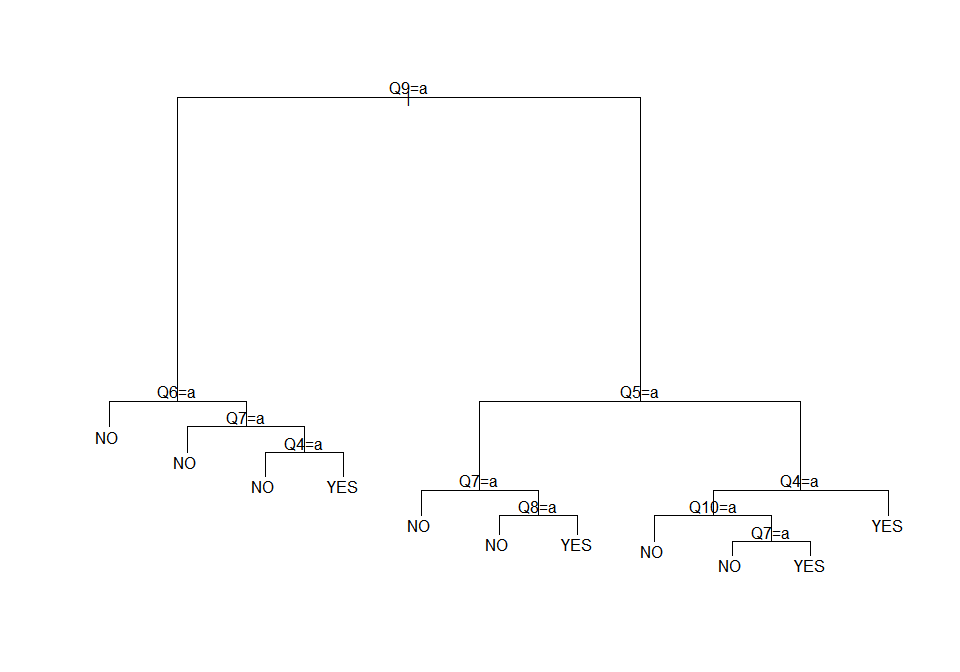 Q9=a
Q6=a
Q5=a
Q7=a
NO
Q4=a
NO
NO
YES
Q7=a
Q4=a
Q8=a
Q10=a
NO
YES
Q7=a
NO
YES
NO
NO
YES